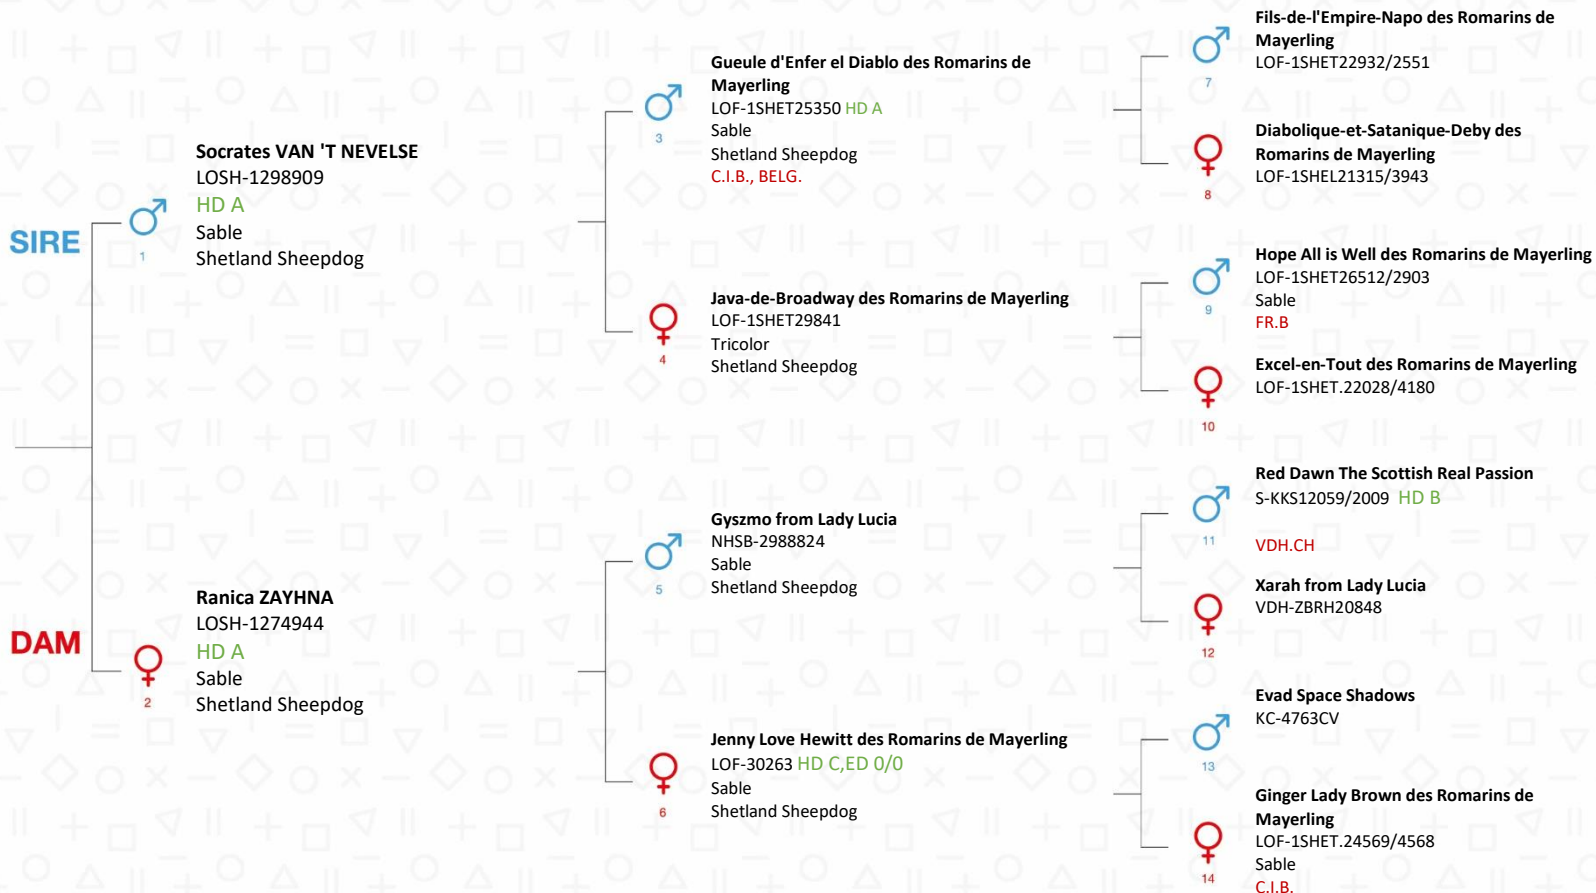 SIRE
1
Socrates VAN 'T NEVELSE
LOSH-1298909
HD A
Sable
Shetland Sheepdog
DAM
2
Ranica ZAYHNA
LOSH-1274944
HD A
Sable
Shetland Sheepdog
3
Gueule d'Enfer el Diablo des Romarins de
Mayerling
LOF-1SHET25350 HD A
Sable
Shetland Sheepdog
C.I.B., BELG.
4
Java-de-Broadway des Romarins de Mayerling
LOF-1SHET29841
Tricolor
Shetland Sheepdog
5
Gyszmo from Lady Lucia
NHSB-2988824
Sable
Shetland Sheepdog
6
Jenny Love Hewitt des Romarins de Mayerling
LOF-30263 HD C,ED 0/0
Sable
Shetland Sheepdog
7
Fils-de-l'Empire-Napo des Romarins de
Mayerling
LOF-1SHET22932/2551
8
Diabolique-et-Satanique-Deby des
Romarins de Mayerling
LOF-1SHEL21315/3943
9
Hope All is Well des Romarins de Mayerling
LOF-1SHET26512/2903
Sable
FR.B
10
Excel-en-Tout des Romarins de Mayerling
LOF-1SHET.22028/4180
11
Red Dawn The Scottish Real Passion
S-KKS12059/2009 HD B
VDH.CH
12
Xarah from Lady Lucia
VDH-ZBRH20848
13
Evad Space Shadows
KC-4763CV
14
Ginger Lady Brown des Romarins de
Mayerling
LOF-1SHET.24569/4568
Sable
C.I.B.